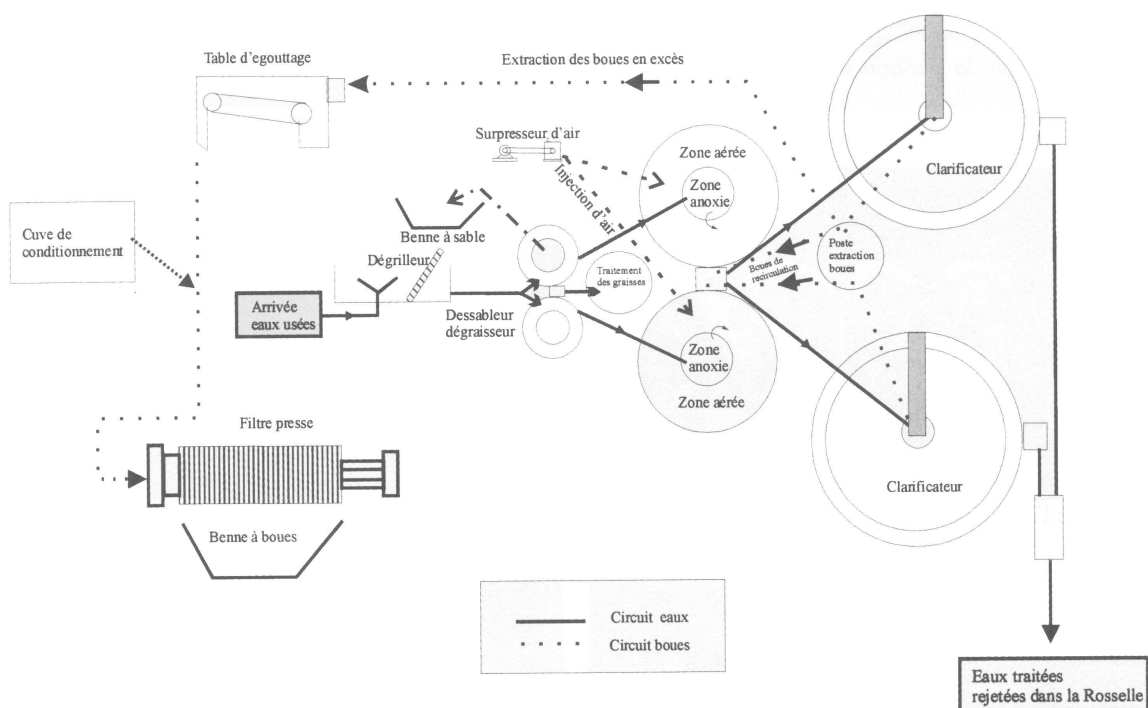 r la
Table d'egouttage
Extraction des boues en excès
Surpresseur d'air
Injection d'air
Zone aérée
Zone
anoxie
Clarificateur
Cuve de
conditionnement
Benne à sable
Dégrilleur
Traitement
des graisses
Poste
extraction
boues
Boues de
recirculation
Arrivée
eaux usées
Dessableur
dégraisseur
Zone
anoxie
Zone aérée
Filtre presse
Clarificateur
Benne à boues
Circuit eaux
Circuit boues
Eaux traitées
rejetées dans la Rosselle